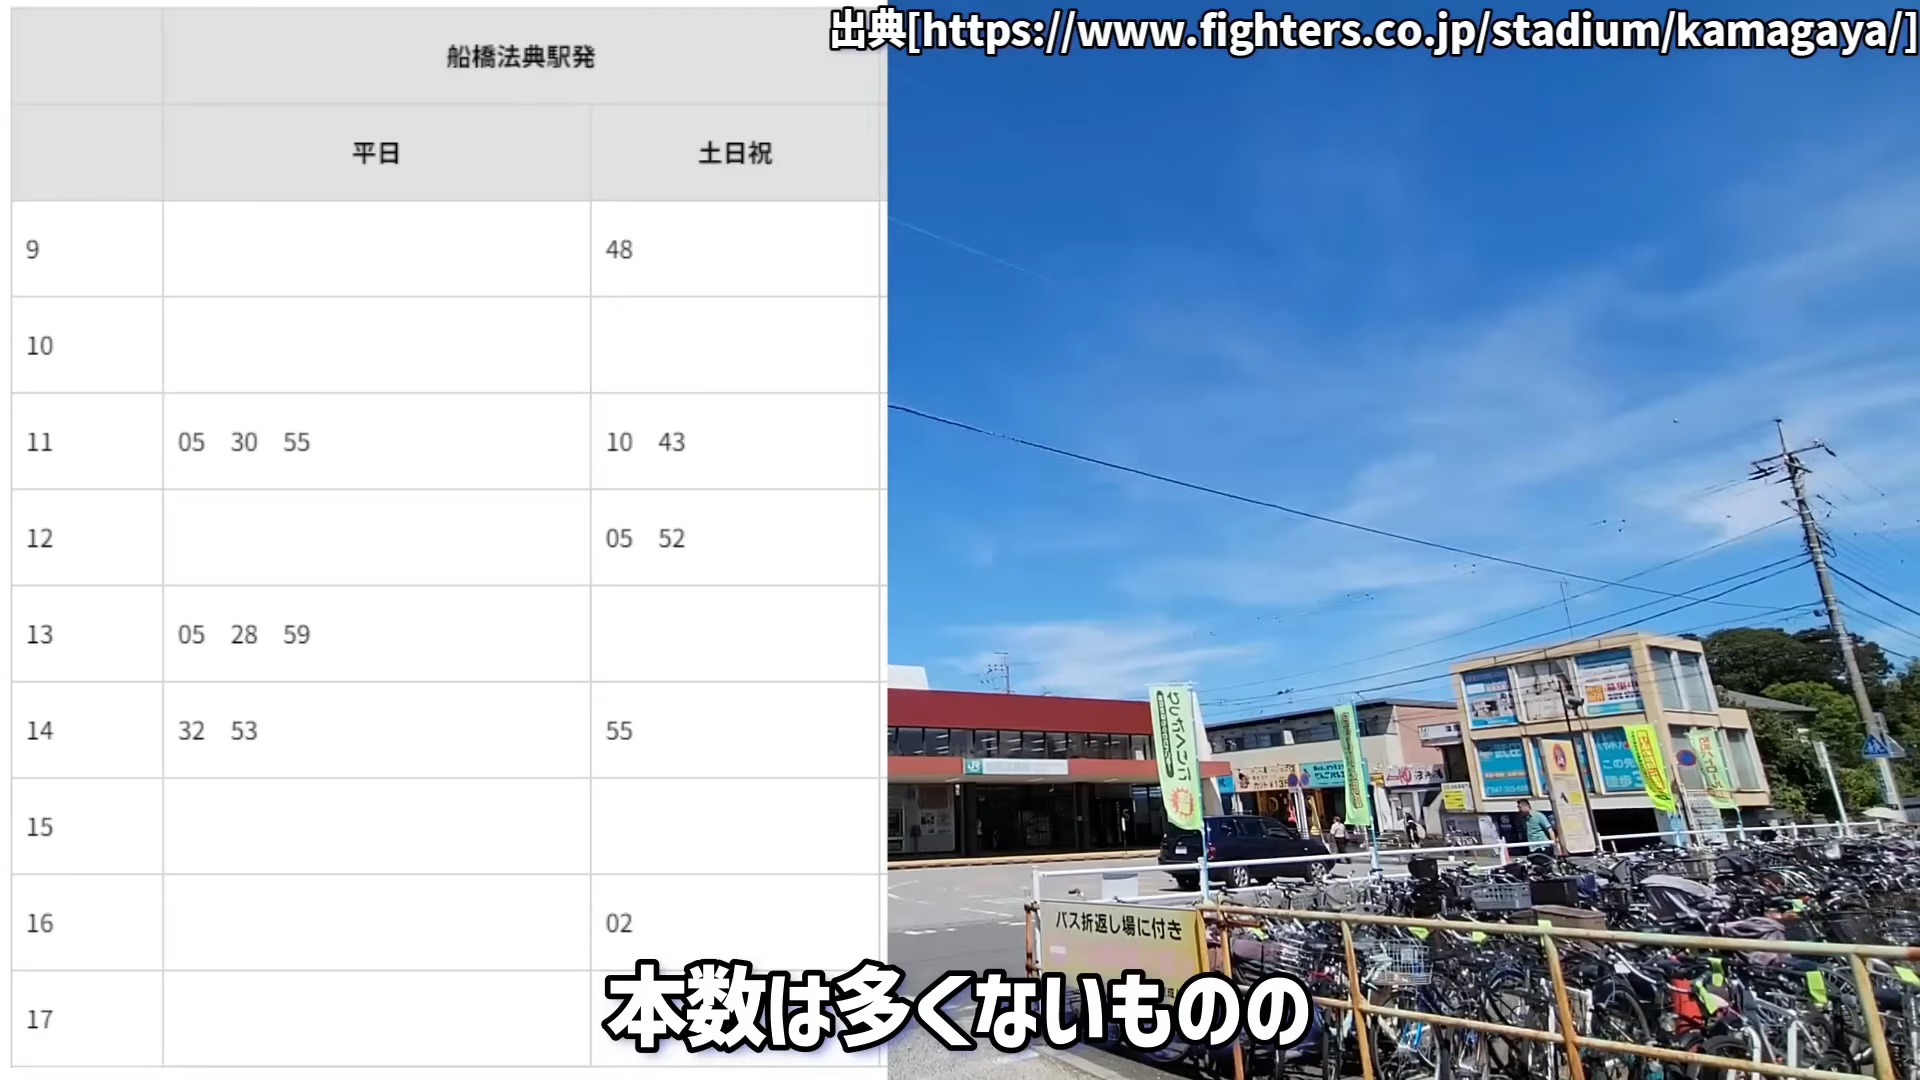 出典[https://www.fighters.co.jp/stadium/kamagaya/]
船橋法典駅発
平日 土日祝
9 48
10
11 05 30 55 10 43
12 05 52
13 05 28 59
14 32 53 55
15
16 02
17
JR
バス折返し場に付き
本数は多くないものの